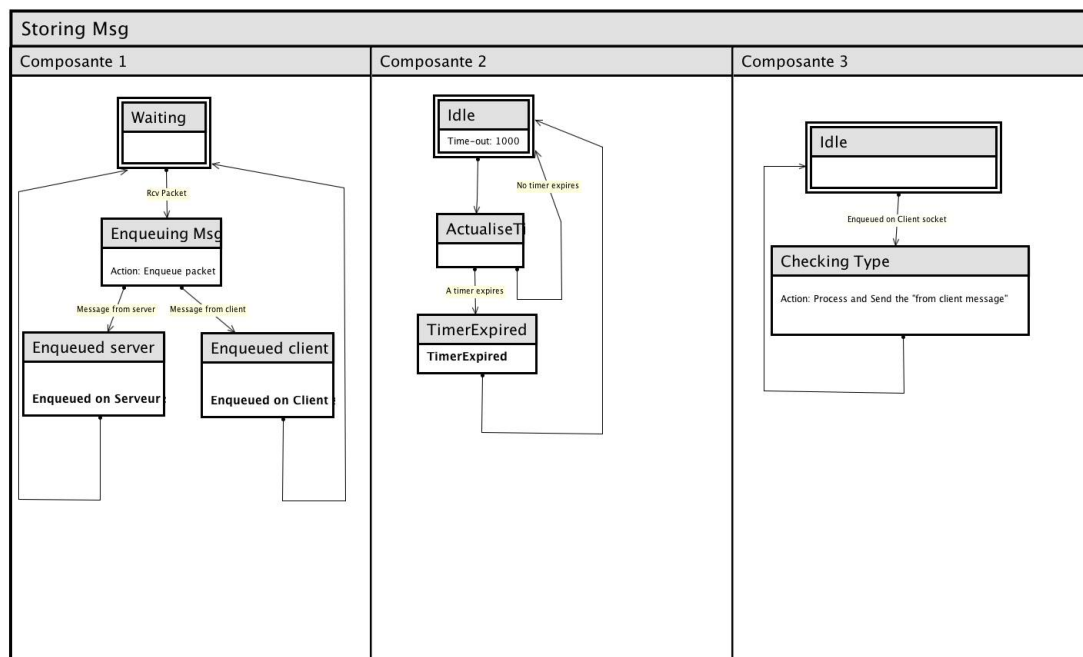 Storing Msg
Composante 1
Waiting
Rcv Packet
Enqueuing Msg
Action: Enqueue packet
Message from server
Message from client
Enqueued server
Enqueued on Serveur
Enqueued client
Enqueued on Client
Composante 2
Idle
Time-out: 1000
No timer expires
ActualiseTi
A timer expires
TimerExpired
TimerExpired
Composante 3
Idle
Enqueued on Client socket
Checking Type
Action: Process and Send the "from client message"